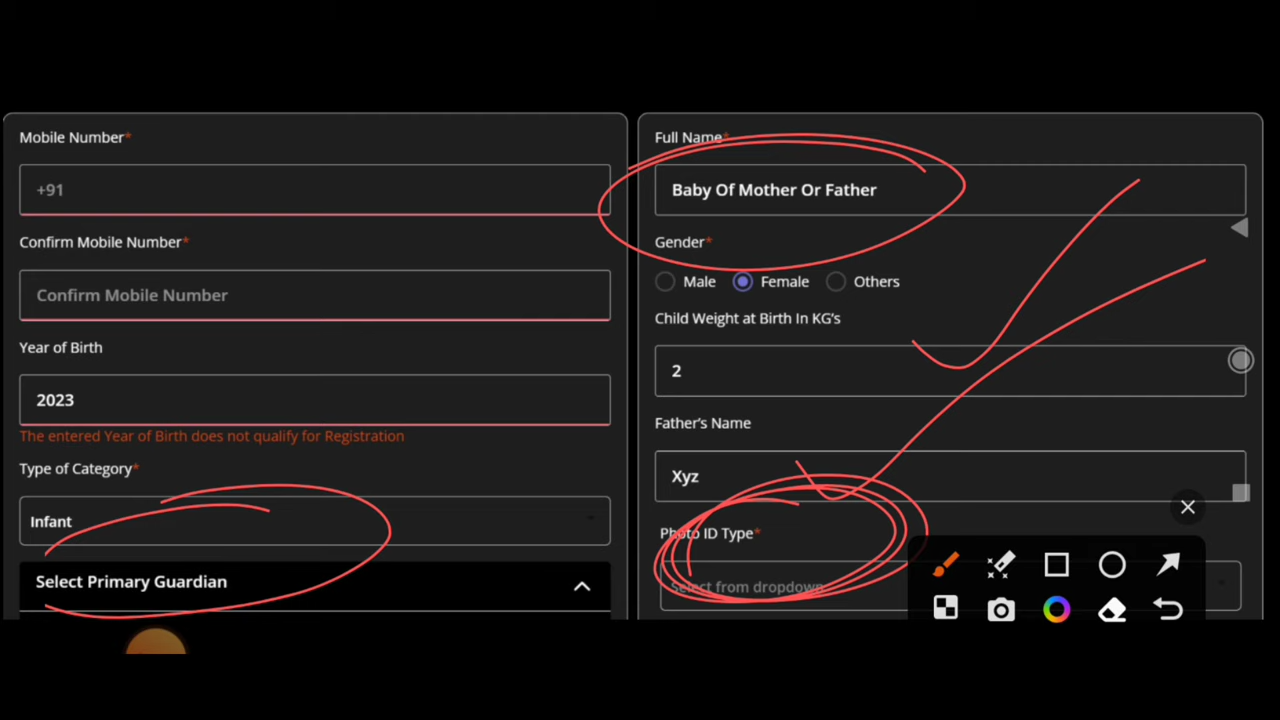 Mobile Number*
+91
Confirm Mobile Number*
Confirm Mobile Number
Year of Birth
2023
The entered Year of Birth does not qualify for Registration
Type of Category*
Infant
Select Primary Guardian
Full Name*
Baby Of Mother Or Father
Gender*
Male Female Others
Child Weight at Birth In KG's
2
Father's Name
Xyz
Photo ID Type*
Select from dropdown